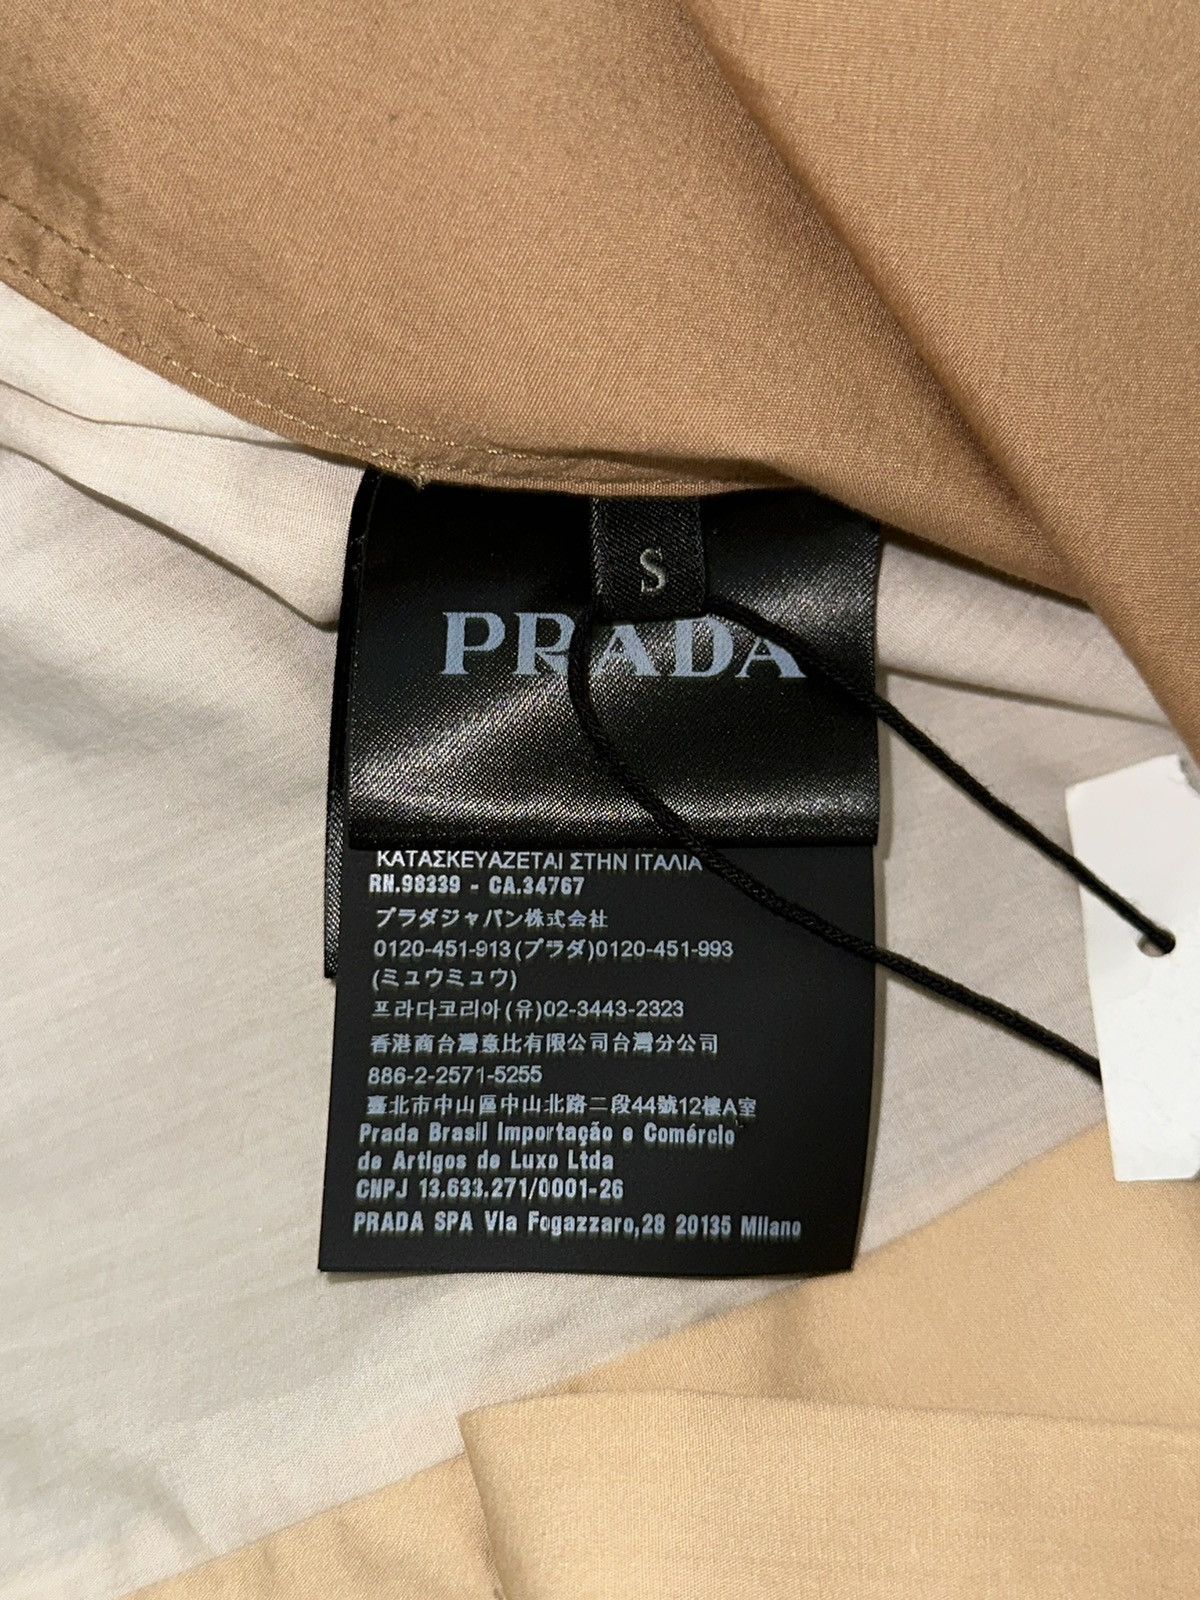 S
PRADA
ΚΑΤΑΣΚΕΥΑΖΕΤΑΙ ΣΤΗΝ ΙΤΑΛΙΑ
RN.98339 - CA.34767
プラダジャパン株式会社
0120-451-913(プラダ)0120-451-993
(ミュウミュウ)
프라다코리아(유)02-3443-2323
香港商台灣意比有限公司台灣分公司
886-2-2571-5255
臺北市中山區中山北路二段44號12樓A室
Prada Brasil Importação e Comércio
de Artigos de Luxo Ltda
CNPJ 13.633.271/0001-26
PRADA SPA Via Fogazzaro,28 20135 Milano